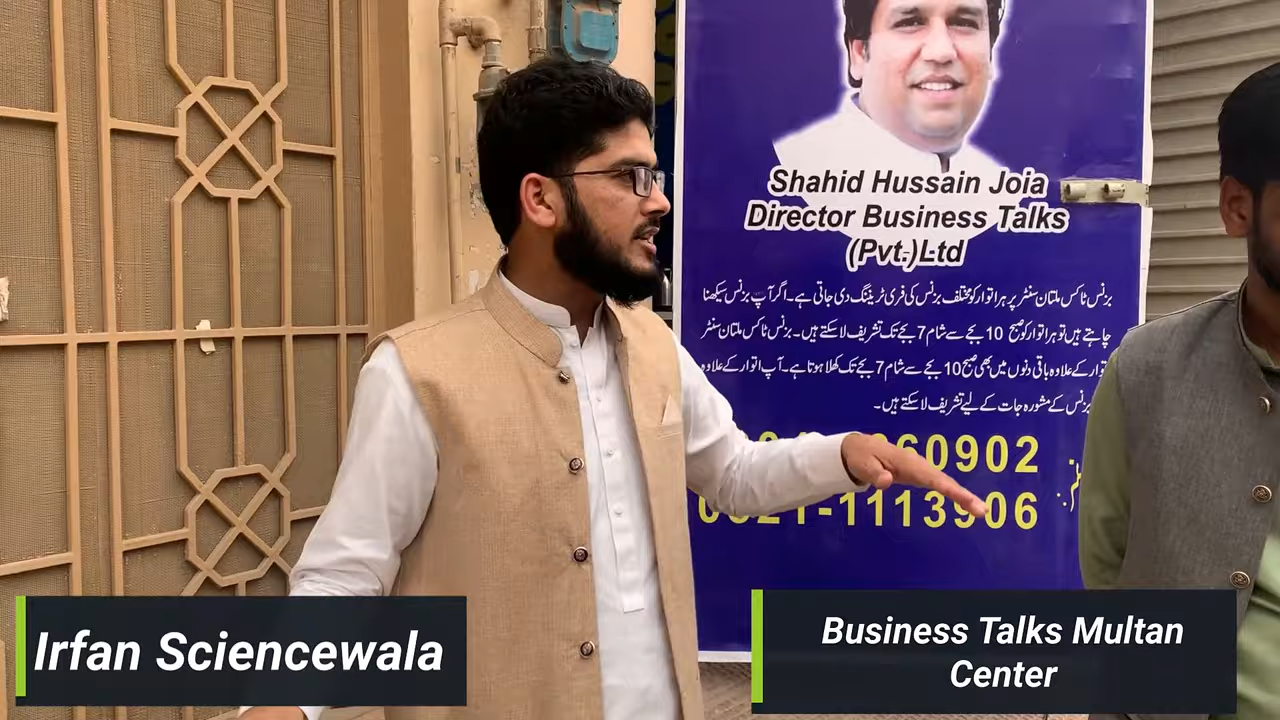 Shahid Hussain Joia
Director Business Talks
(Pvt.)Ltd
بزنس ٹاکس ملتان سنٹر پر ہر اتوار کو مختلف بزنس کی فری ٹریننگ دی جاتی ہے۔ اگر آپ بزنس سیکھنا
چاہتے ہیں تو ہر اتوار کو صبح 10 بجے سے شام 7 بجے تک تشریف لا سکتے ہیں۔ بزنس ٹاکس ملتان سنٹر
توار کے علاوہ باقی دنوں میں بھی صبح 10 بجے سے شام 7 بجے تک کھلا ہوتا ہے۔ آپ اتوار کے علاوہ
بزنس کے مشورہ جات کے لیے تشریف لا سکتے ہیں۔
60902
1113906
Irfan Sciencewala
Business Talks Multan
Center